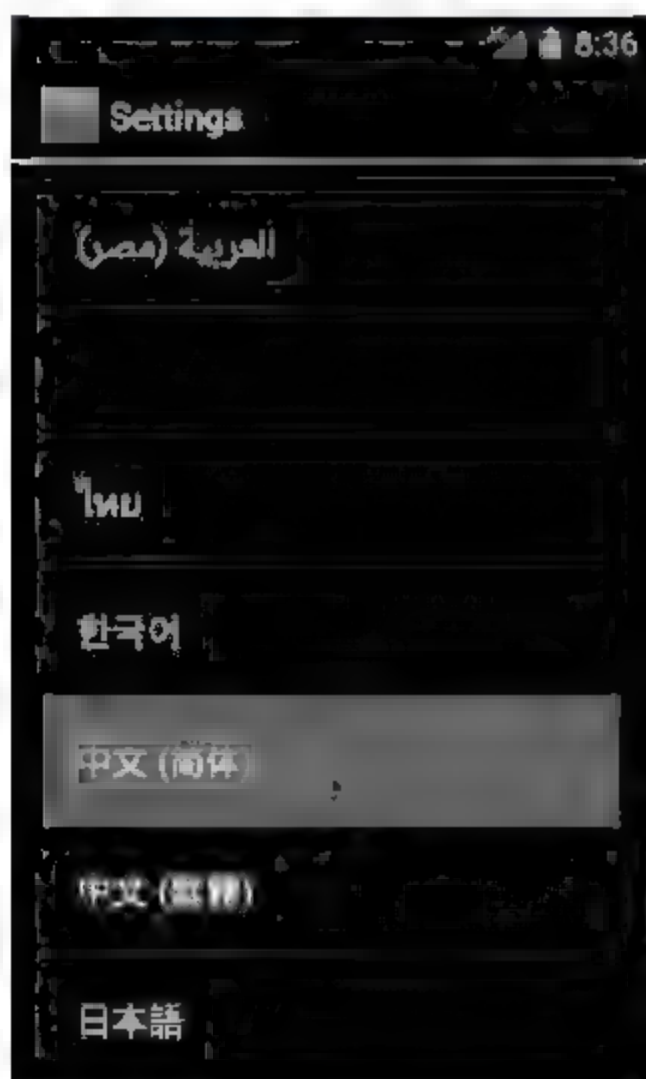 8:36
Settings
العربية (مصر)
ไทย
한국어
中文 (简体)
中文 (繁體)
日本語